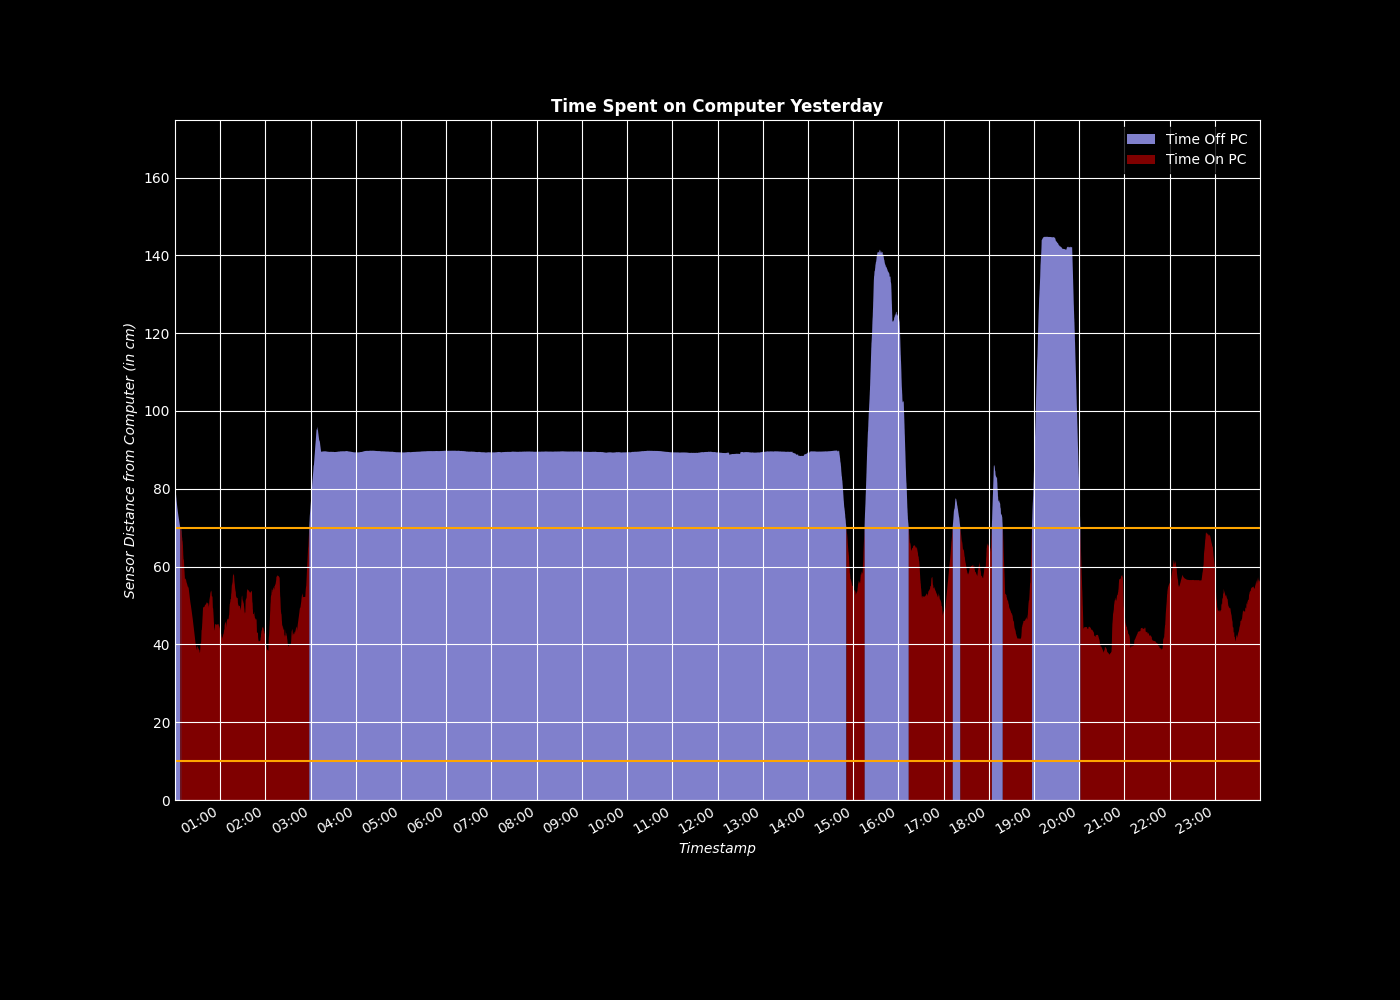 Time Spent on Computer Yesterday
Time Off PC
Time On PC
Sensor Distance from Computer (in cm)
160
140
120
100
80
60
40
20
0
01:00 02:00 03:00 04:00 05:00 06:00 07:00 08:00 09:00 10:00 11:00 12:00 13:00 14:00 15:00 16:00 17:00 18:00 19:00 20:00 21:00 22:00 23:00
Timestamp